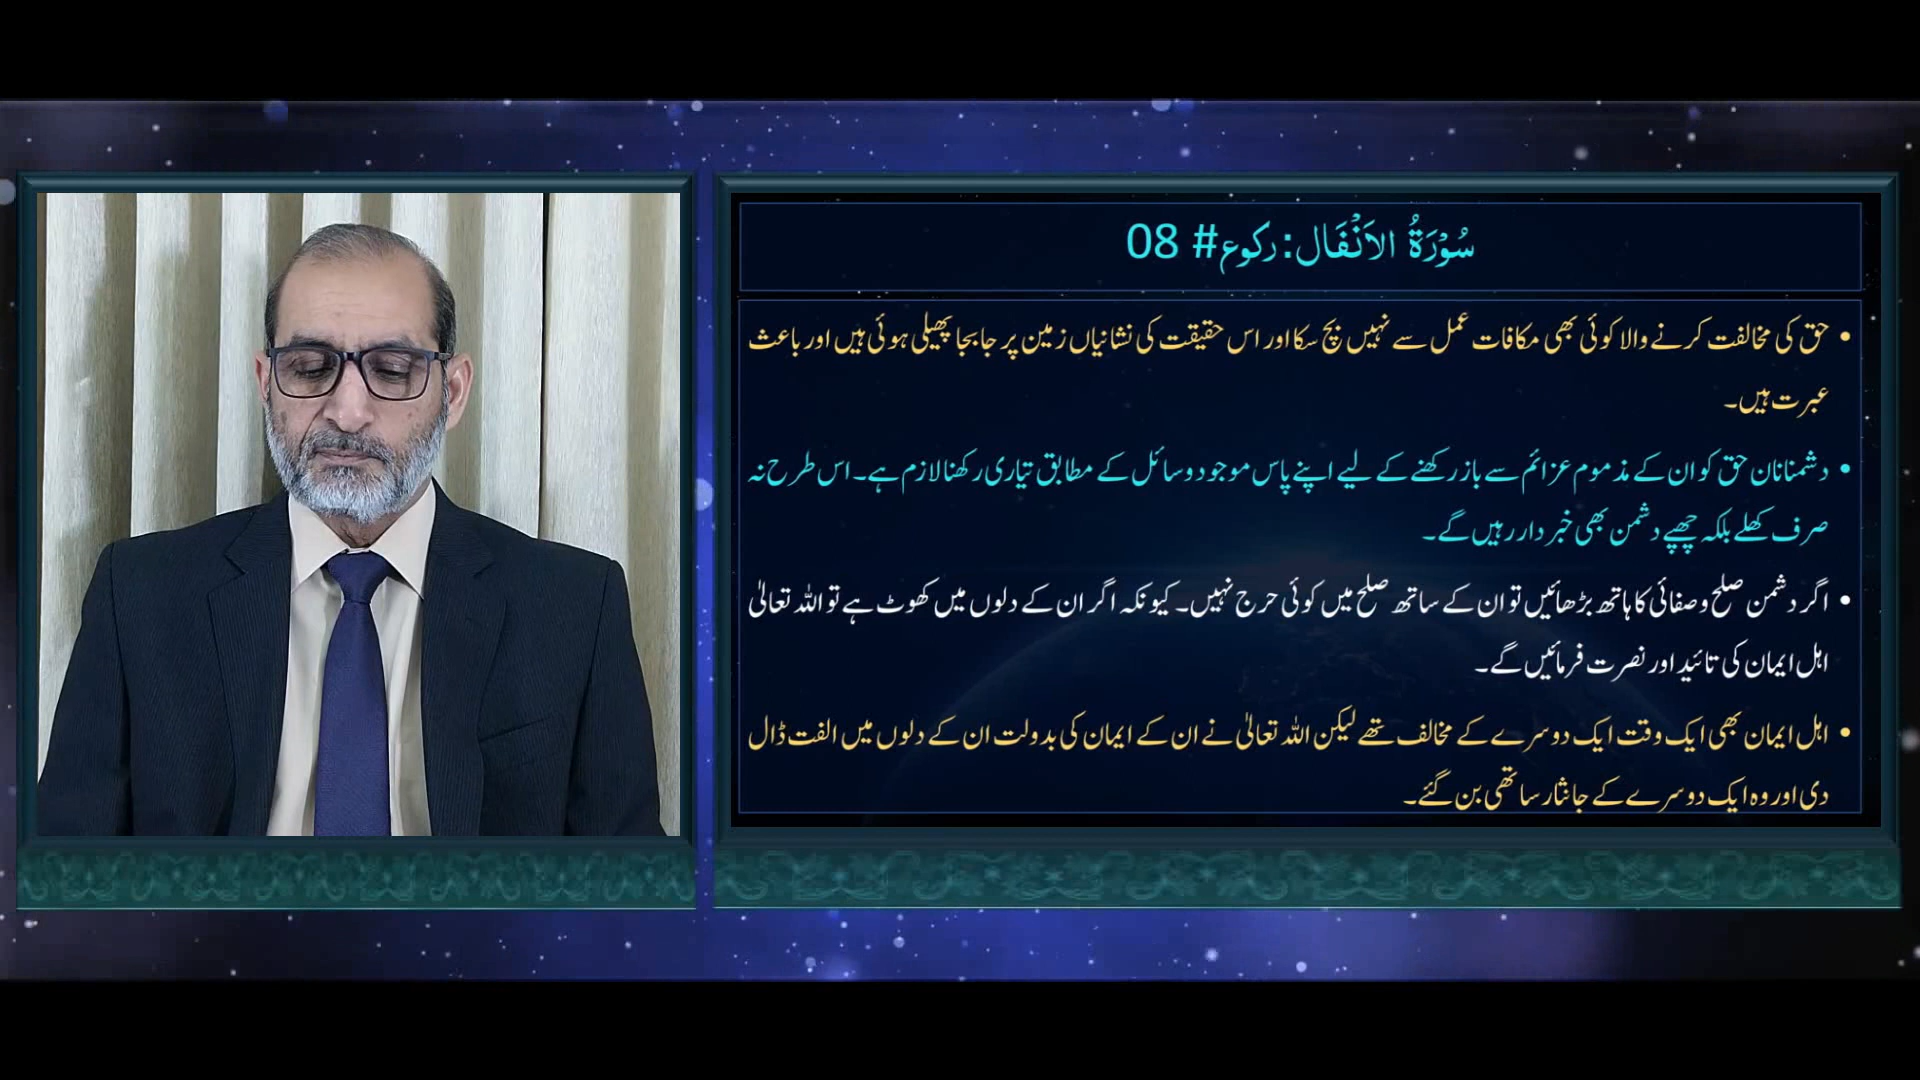 سُوْرَۃُ الاَنْفَال: رکوع# 08
• حق کی مخالفت کرنے والا کوئی بھی مکافات عمل سے نہیں بچ سکا اور اس حقیقت کی نشانیاں زمین پر جابجا پھیلی ہوئی ہیں اور باعث
عبرت ہیں۔
• دشمنانان حق کو ان کے مذموم عزائم سے باز رکھنے کے لیے اپنے پاس موجود وسائل کے مطابق تیاری رکھنا لازم ہے۔ اس طرح نہ
صرف کھلے بلکہ چھپے دشمن بھی خبردار رہیں گے۔
• اگر دشمن صلح و صفائی کا ہاتھ بڑھائیں تو ان کے ساتھ صلح میں کوئی حرج نہیں۔ کیونکہ اگر ان کے دلوں میں کھوٹ ہے تو اللہ تعالیٰ
اہل ایمان کی تائید اور نصرت فرمائیں گے۔
• اہل ایمان بھی ایک وقت ایک دوسرے کے مخالف تھے لیکن اللہ تعالیٰ نے ان کے ایمان کی بدولت ان کے دلوں میں الفت ڈال
دی اور وہ ایک دوسرے کے جانثار ساتھی بن گئے۔